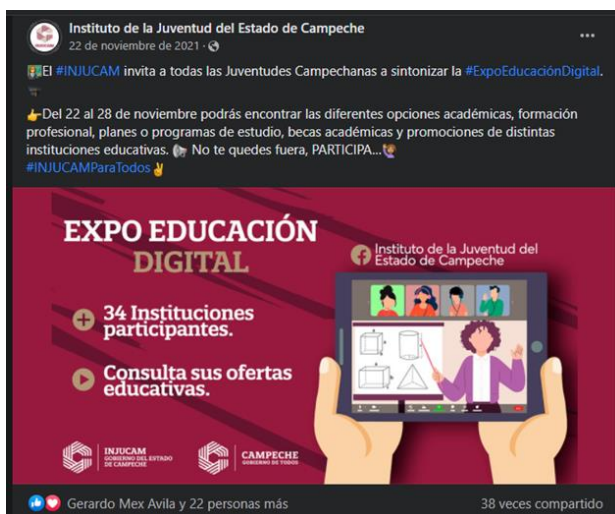 Instituto de la Juventud del Estado de Campeche
22 de noviembre de 2021 ·
El #INJUCAM invita a todas las Juventudes Campechanas a sintonizar la #ExpoEducaciónDigital.
Del 22 al 28 de noviembre podrás encontrar las diferentes opciones académicas, formación
profesional, planes o programas de estudio, becas académicas y promociones de distintas
instituciones educativas. No te quedes fuera, PARTICIPA...
#INJUCAMParaTodos
EXPO EDUCACIÓN
DIGITAL
Instituto de la Juventud del
Estado de Campeche
34 Instituciones
participantes.
Consulta sus ofertas
educativas.
INJUCAM
GOBIERNO DEL ESTADO
DE CAMPECHE
CAMPECHE
GOBIERNO DE TODOS
Gerardo Mex Avila y 22 personas más
38 veces compartido